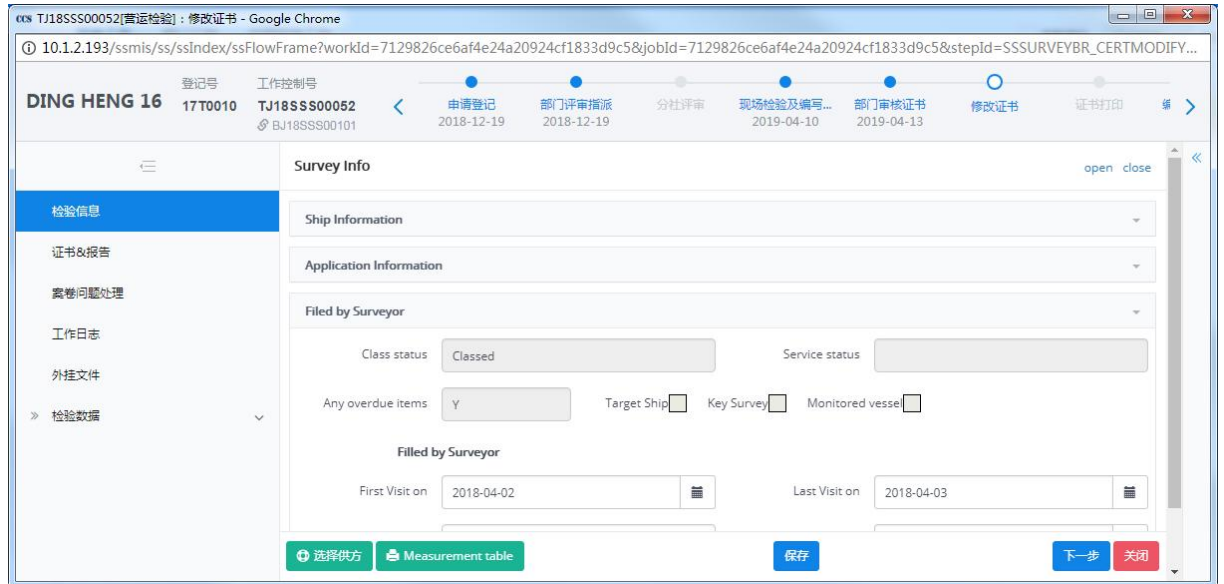 ccs TJ18SSS00052[营运检验] : 修改证书 - Google Chrome
10.1.2.193/ssmis/ss/ssIndex/ssFlowFrame?workId=7129826ce6af4e24a20924cf1833d9c5&jobId=7129826ce6af4e24a20924cf1833d9c5&stepId=SSSURVEYBR_CERTMODIFY...
DING HENG 16
登记号
17T0010
工作控制号
TJ18SSS00052
BJ18SSS00101
申请登记
2018-12-19
部门评审指派
2018-12-19
分社评审
现场检验及编写...
2019-04-10
部门审核证书
2019-04-13
修改证书
证书打印
检验信息
证书&报告
案卷问题处理
工作日志
外挂文件
检验数据
Survey Info
open close
Ship Information
Application Information
Filed by Surveyor
Class status Classed Service status
Any overdue items Y Target Ship Key Survey Monitored vessel
Filled by Surveyor
First Visit on 2018-04-02 Last Visit on 2018-04-03
选择供方 Measurement table 保存 下一步 关闭